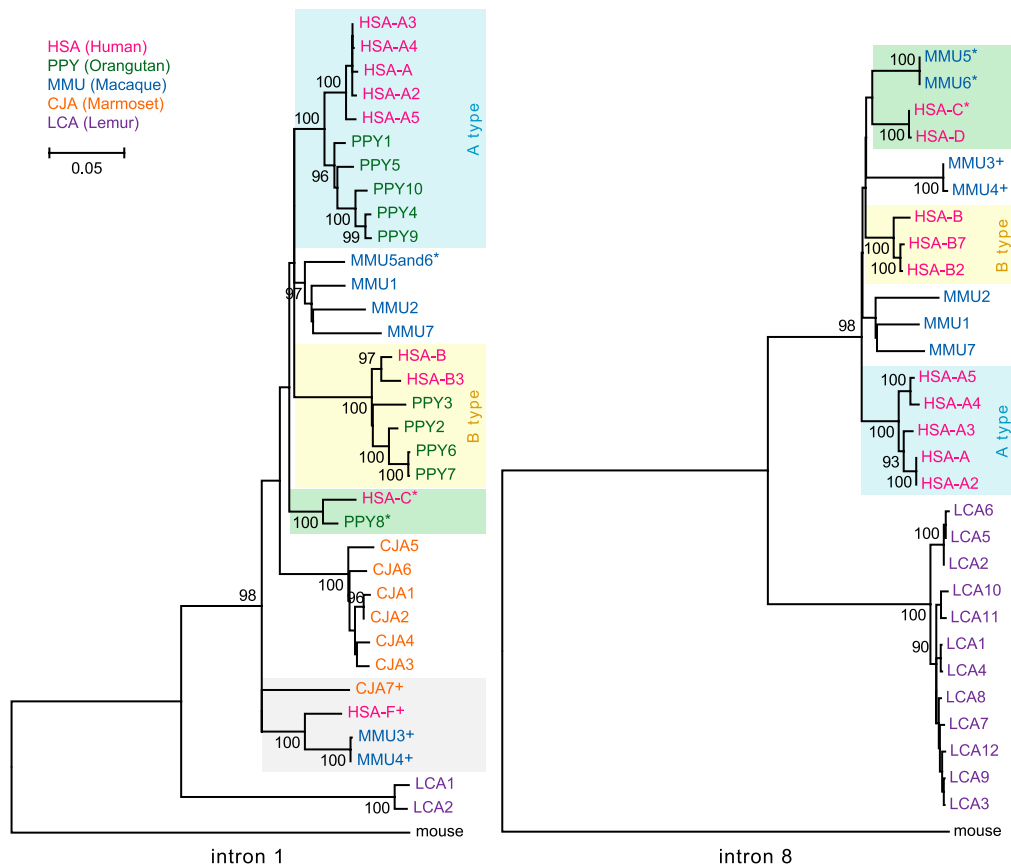 HSA (Human)
PPY (Orangutan)
MMU (Macaque)
CJA (Marmoset)
LCA (Lemur)
0.05
HSA-A3
HSA-A4
HSA-A
HSA-A2
HSA-A5
PPY1
PPY5
PPY10
PPY4
PPY9
100
100
96
100
99
A type
MMU5and6*
MMU1
MMU2
MMU7
97
HSA-B
HSA-B3
PPY3
PPY2
PPY6
PPY7
97
100
100
100
B type
HSA-C*
PPY8*
100
CJA5
CJA6
CJA1
CJA2
CJA4
CJA3
100
96
98
CJA7+
HSA-F+
MMU3+
MMU4+
100
100
LCA1
LCA2
100
mouse
intron 1
MMU5*
MMU6*
HSA-C*
HSA-D
100
100
MMU3+
MMU4+
100
HSA-B
HSA-B7
HSA-B2
100
100
B type
MMU2
MMU1
MMU7
98
HSA-A5
HSA-A4
HSA-A3
HSA-A
HSA-A2
100
100
93
100
A type
LCA6
LCA5
LCA2
LCA10
LCA11
LCA1
LCA4
LCA8
LCA7
LCA12
LCA9
LCA3
100
100
90
mouse
intron 8